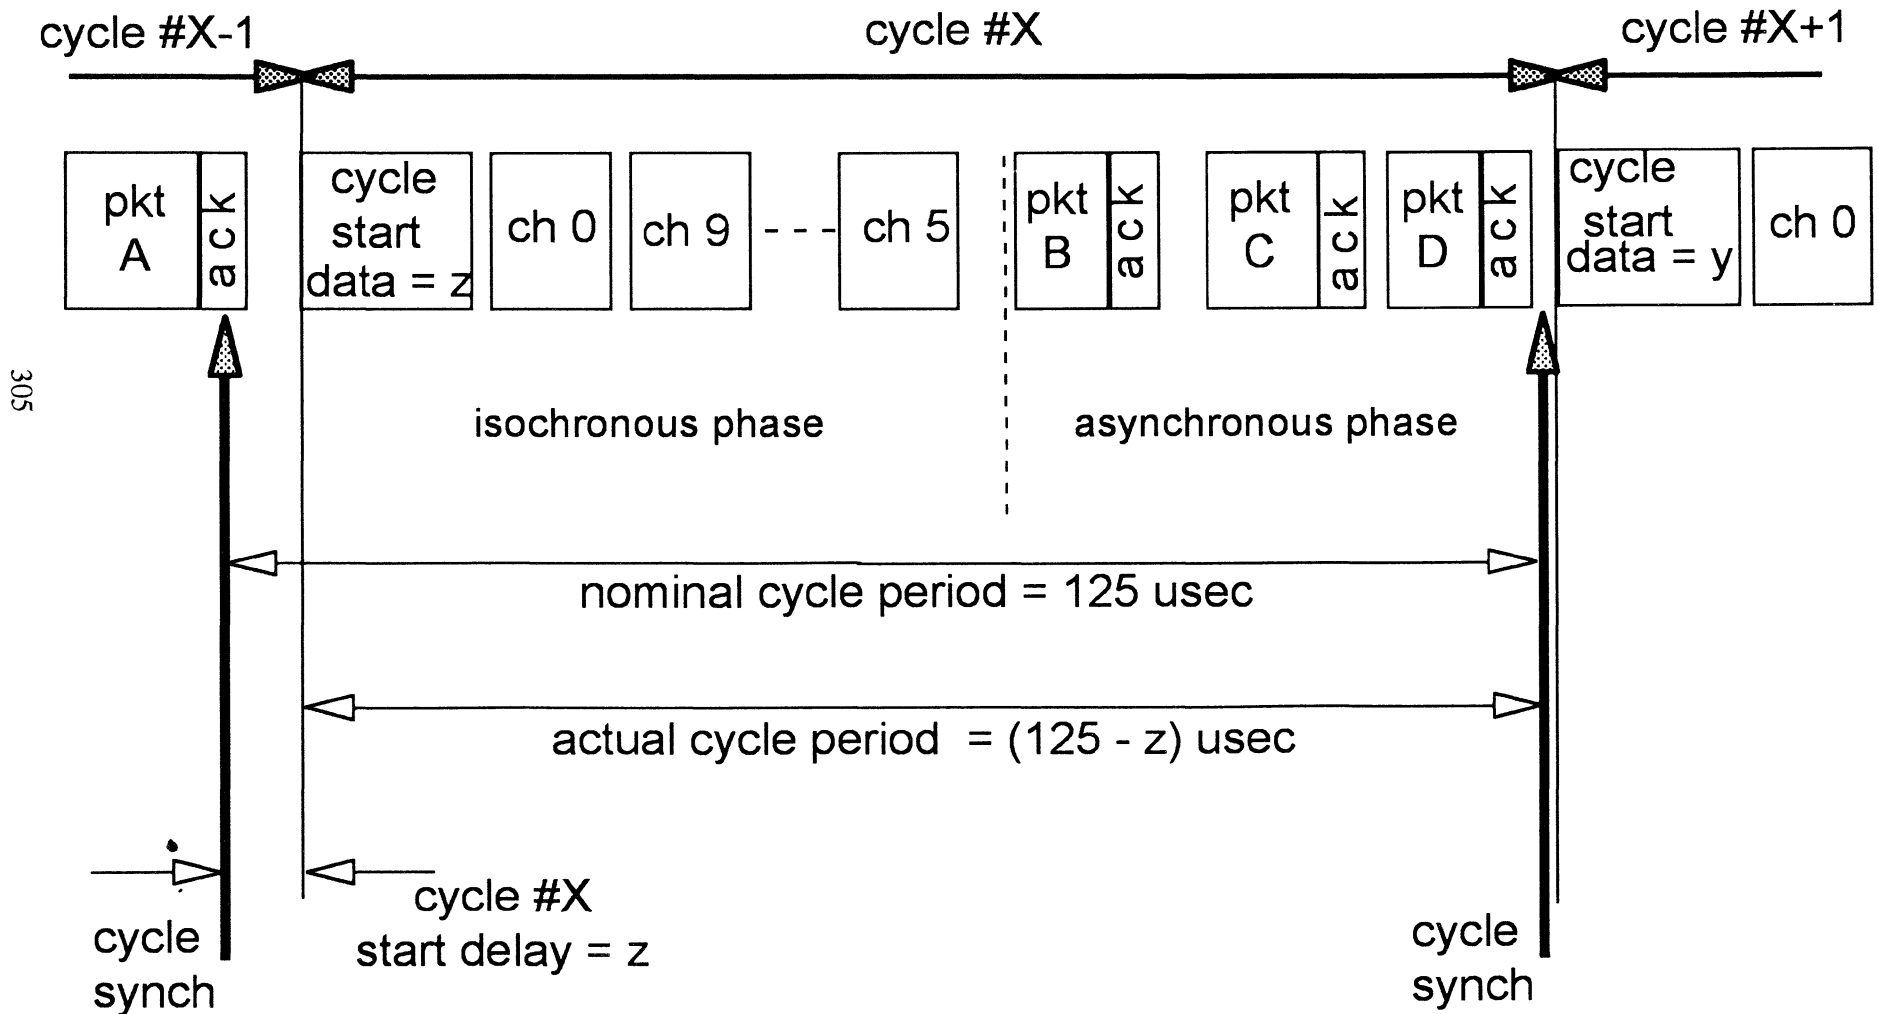 cycle #X-1
cycle #X
cycle #X+1
pkt
A
ack
cycle
start
data = z
ch 0
ch 9
- - - -
ch 5
pkt
B
ack
pkt
C
ack
pkt
D
ack
cycle
start
data = y
ch 0
305
isochronous phase
asynchronous phase
nominal cycle period = 125 usec
actual cycle period = (125 - z) usec
cycle #X
start delay = z
cycle
synch
cycle
synch